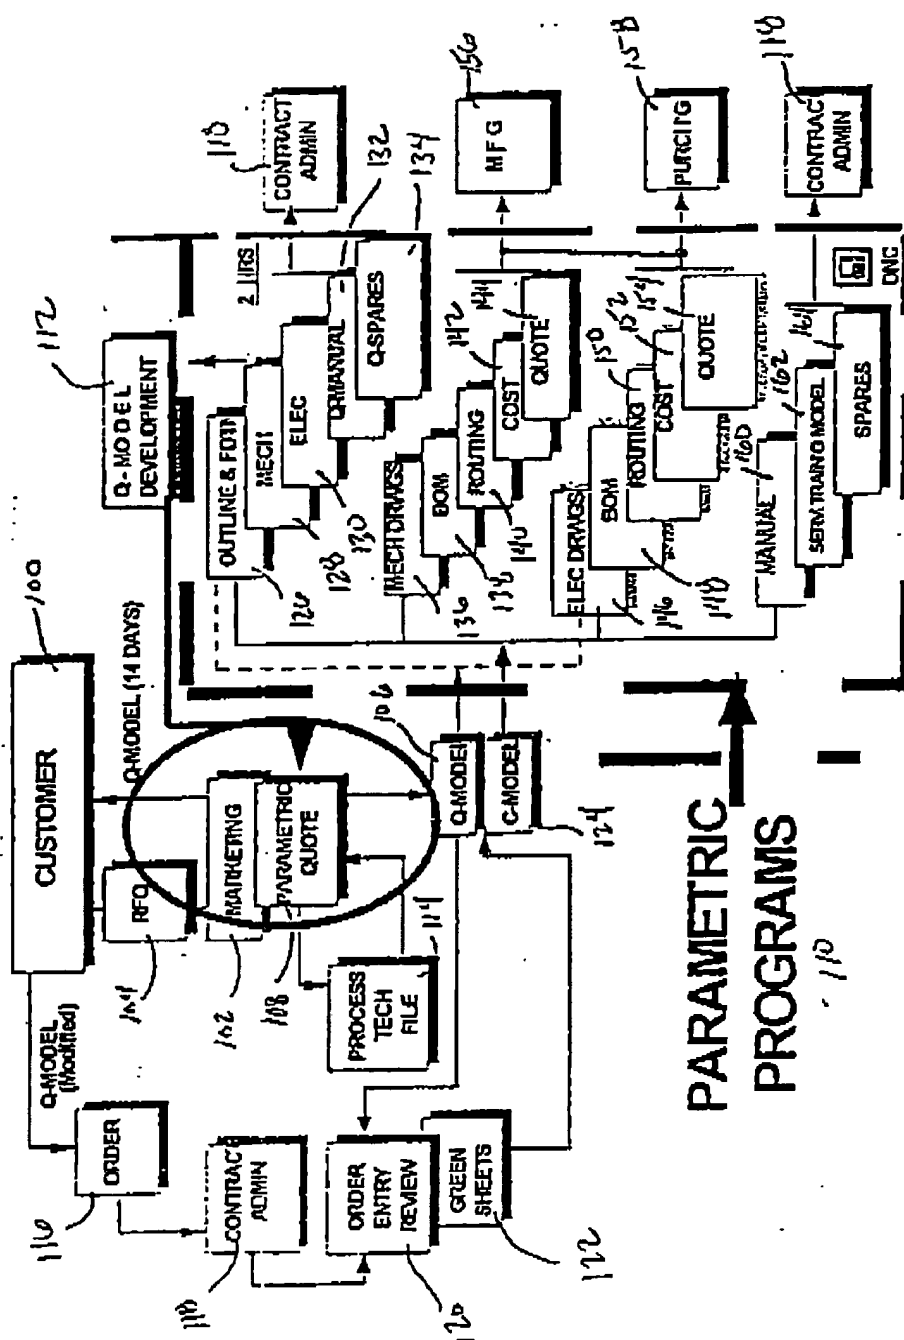 CUSTOMER
100
Q-MODEL
(Modified)
116
ORDER
RFQ
104
Q-MODEL (14 DAYS)
Q-MODEL
DEVELOPMENT
112
118
CONTRACT
ADMIN
MARKETING
102
PARAMETRIC
QUOTE
108
PROCESS
TECH
FILE
114
ORDER
ENTRY
REVIEW
120
GREEN
SHEETS
122
Q-MODEL
106
C-MODEL
124
2 HRS
OUTLINE &
126
MECH
128
ELEC
130
Q-MANUAL
132
Q-SPARES
134
CONTRACT
ADMIN
118
MECH DRWGS
136
BOM
138
ROUTING
140
COST
142
QUOTE
144
MFG
156
ELEC DRWGS
146
BOM
148
ROUTING
150
COST
152
QUOTE
154
PURCING
158
MANUAL
160
SERV/TRAING MODEL
162
SPARES
164
CONTRAC
ADMIN
118
DNC
PARAMETRIC
PROGRAMS
110